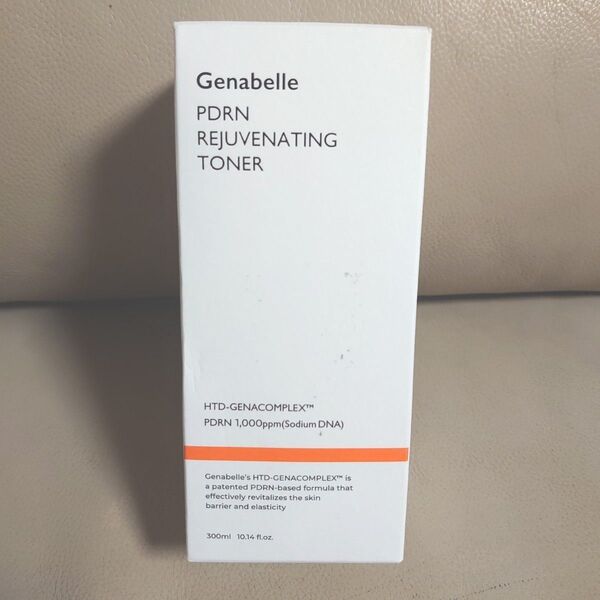 Genabelle
PDRN
REJUVENATING
TONER
HTD-GENACOMPLEX™
PDRN 1,000ppm(Sodium DNA)
Genabelle's HTD-GENACOMPLEX™ is
a patented PDRN-based formula that
effectively revitalizes the skin
barrier and elasticity
300ml 10.14 fl.oz.